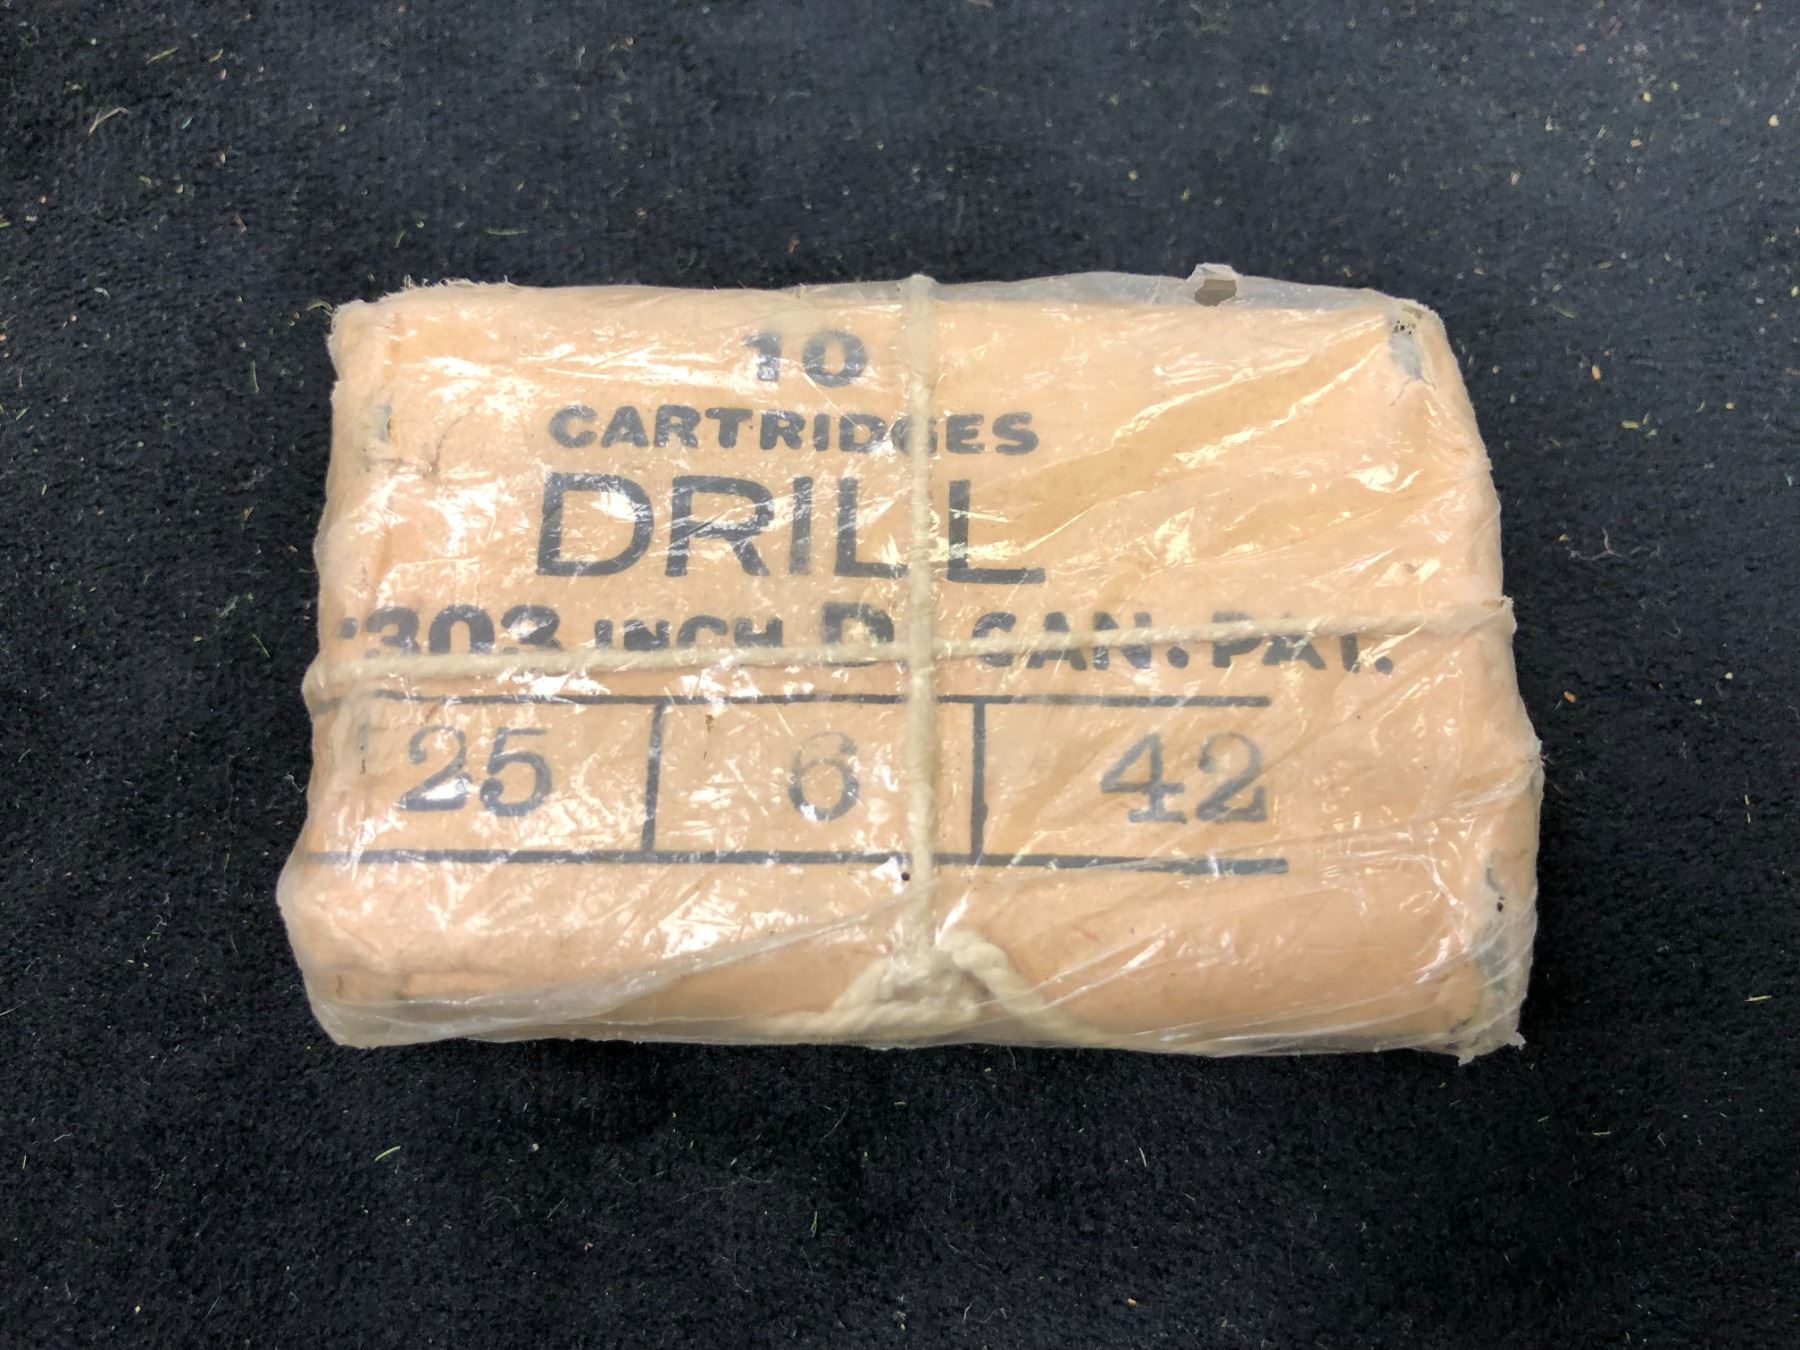 10
CARTRIDGES
DRILL
.303 INCH D. CAN. PAT.
25 6 42